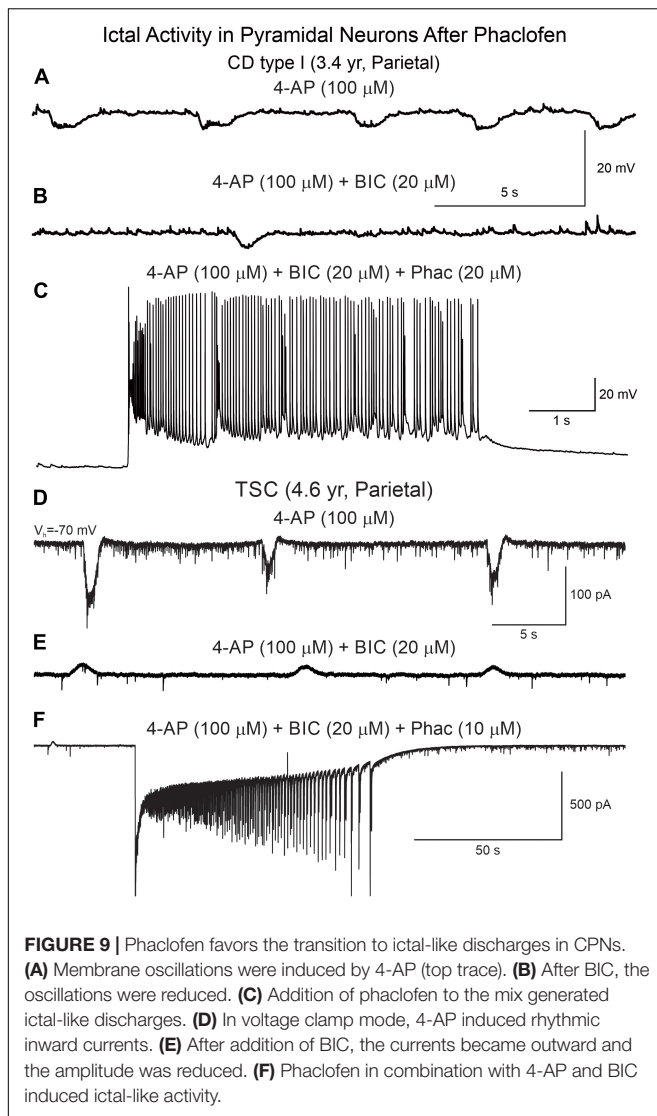 Ictal Activity in Pyramidal Neurons After Phaclofen
CD type I (3.4 yr, Parietal)
A
4-AP (100 μM)
20 mV
5 s
4-AP (100 μM) + BIC (20 μM)
B
4-AP (100 μM) + BIC (20 μM) + Phac (20 μM)
C
20 mV
1 s
TSC (4.6 yr, Parietal)
D
4-AP (100 μM)
Vh=-70 mV
100 pA
5 s
E
4-AP (100 μM) + BIC (20 μM)
F
4-AP (100 μM) + BIC (20 μM) + Phac (10 μM)
500 pA
50 s
FIGURE 9 | Phaclofen favors the transition to ictal-like discharges in CPNs.
(A) Membrane oscillations were induced by 4-AP (top trace). (B) After BIC, the
oscillations were reduced. (C) Addition of phaclofen to the mix generated
ictal-like discharges. (D) In voltage clamp mode, 4-AP induced rhythmic
inward currents. (E) After addition of BIC, the currents became outward and
the amplitude was reduced. (F) Phaclofen in combination with 4-AP and BIC
induced ictal-like activity.